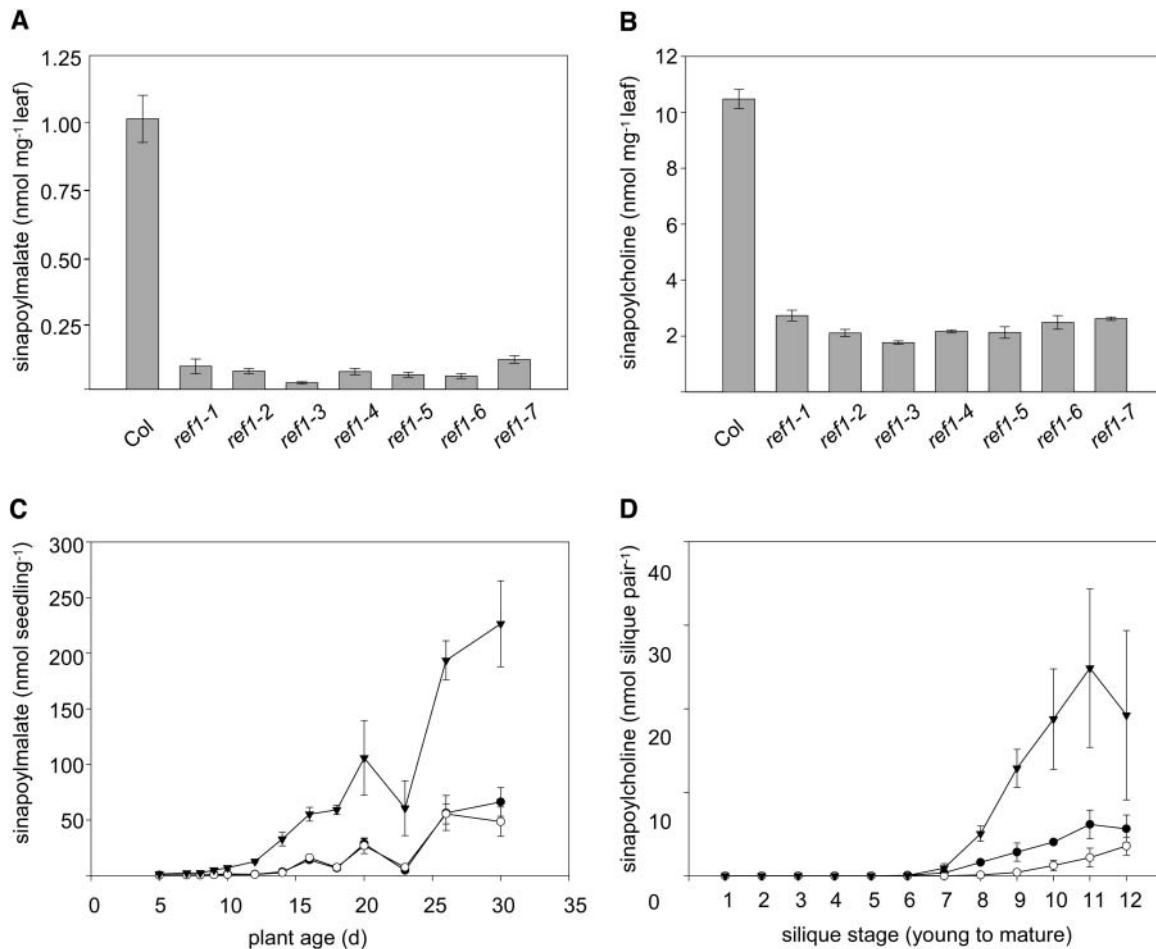 A
sinapoylmalate (nmol mg⁻¹ leaf)
1.25
1.00
0.75
0.50
0.25
Col
ref1-1
ref1-2
ref1-3
ref1-4
ref1-5
ref1-6
ref1-7
B
sinapoylcholine (nmol mg⁻¹ leaf)
12
10
8
6
4
2
Col
ref1-1
ref1-2
ref1-3
ref1-4
ref1-5
ref1-6
ref1-7
C
sinapoylmalate (nmol seedling⁻¹)
300
250
200
150
100
50
0 5 10 15 20 25 30 35
plant age (d)
D
sinapoylcholine (nmol silique pair⁻¹)
40
30
20
10
0
1 2 3 4 5 6 7 8 9 10 11 12
silique stage (young to mature)